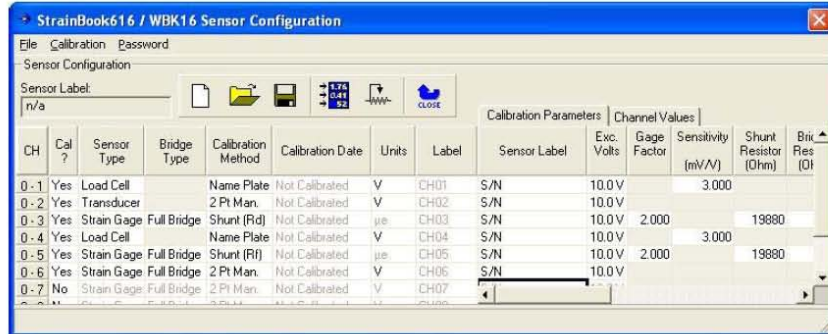 StrainBook616 / WBK16 Sensor Configuration
File Calibration Password
Sensor Configuration
Sensor Label:
n/a
1.76
0.41
52
CLOSE
Calibration Parameters Channel Values
CH Cal ? Sensor Type Bridge Type Calibration Method Calibration Date Units Label Sensor Label Exc. Volts Gage Factor Sensitivity (mV/V) Shunt Resistor (Ohm)
0 - 1 Yes Load Cell Name Plate Not Calibrated V CH01 S/N 10.0 V 3.000
0 - 2 Yes Transducer 2 Pt Man. Not Calibrated V CH02 S/N 10.0 V
0 - 3 Yes Strain Gage Full Bridge Shunt (Rd) Not Calibrated µe CH03 S/N 10.0 V 2.000 19880
0 - 4 Yes Load Cell Name Plate Not Calibrated V CH04 S/N 10.0 V 3.000
0 - 5 Yes Strain Gage Full Bridge Shunt (Rf) Not Calibrated µe CH05 S/N 10.0 V 2.000 19880
0 - 6 Yes Strain Gage Full Bridge 2 Pt Man. Not Calibrated V CH06 S/N 10.0 V
0 - 7 No Strain Gage Full Bridge 2 Pt Man. Not Calibrated V CH07